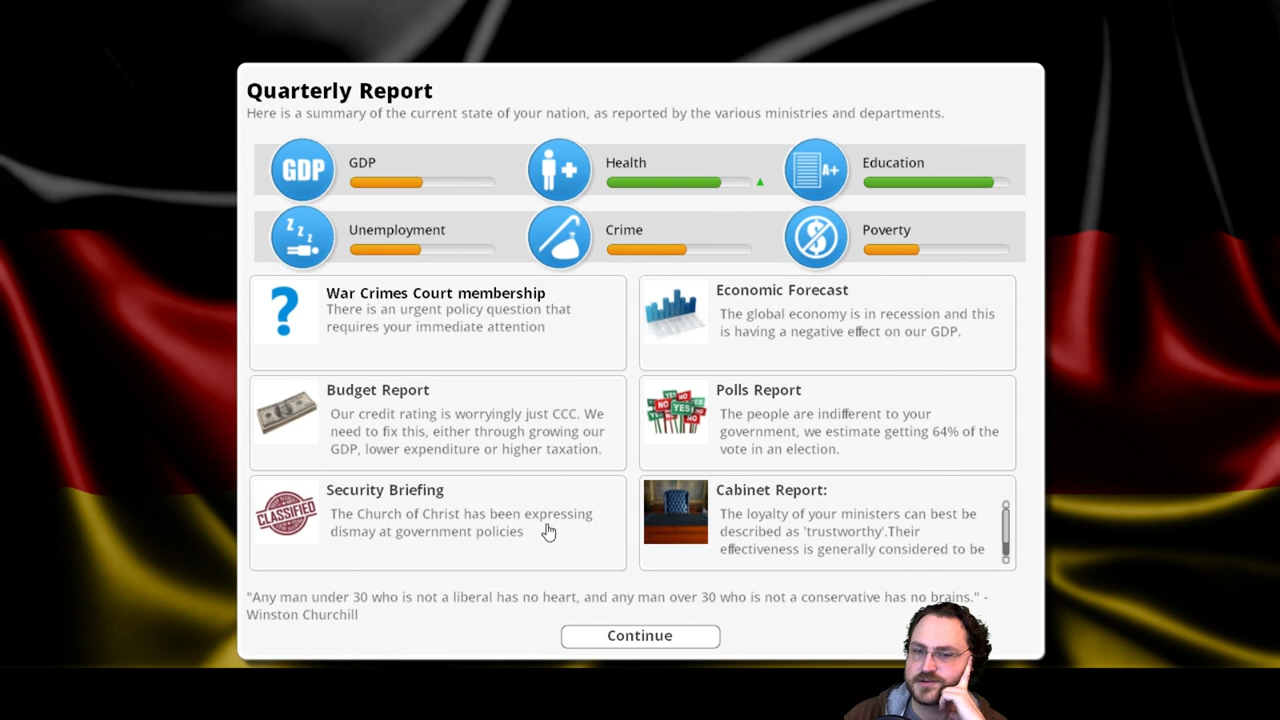 Quarterly Report
Here is a summary of the current state of your nation, as reported by the various ministries and departments.
GDP
GDP
Health
A+
Education
Z Z Z
Unemployment
Crime
$
Poverty
?
War Crimes Court membership
There is an urgent policy question that
requires your immediate attention
Economic Forecast
The global economy is in recession and this
is having a negative effect on our GDP.
Budget Report
Our credit rating is worryingly just CCC. We
need to fix this, either through growing our
GDP, lower expenditure or higher taxation.
YES NO
NO YES
Polls Report
The people are indifferent to your
government, we estimate getting 64% of the
vote in an election.
CLASSIFIED
Security Briefing
The Church of Christ has been expressing
dismay at government policies
Cabinet Report:
The loyalty of your ministers can best be
described as 'trustworthy'.Their
effectiveness is generally considered to be
"Any man under 30 who is not a liberal has no heart, and any man over 30 who is not a conservative has no brains." -
Winston Churchill
Continue